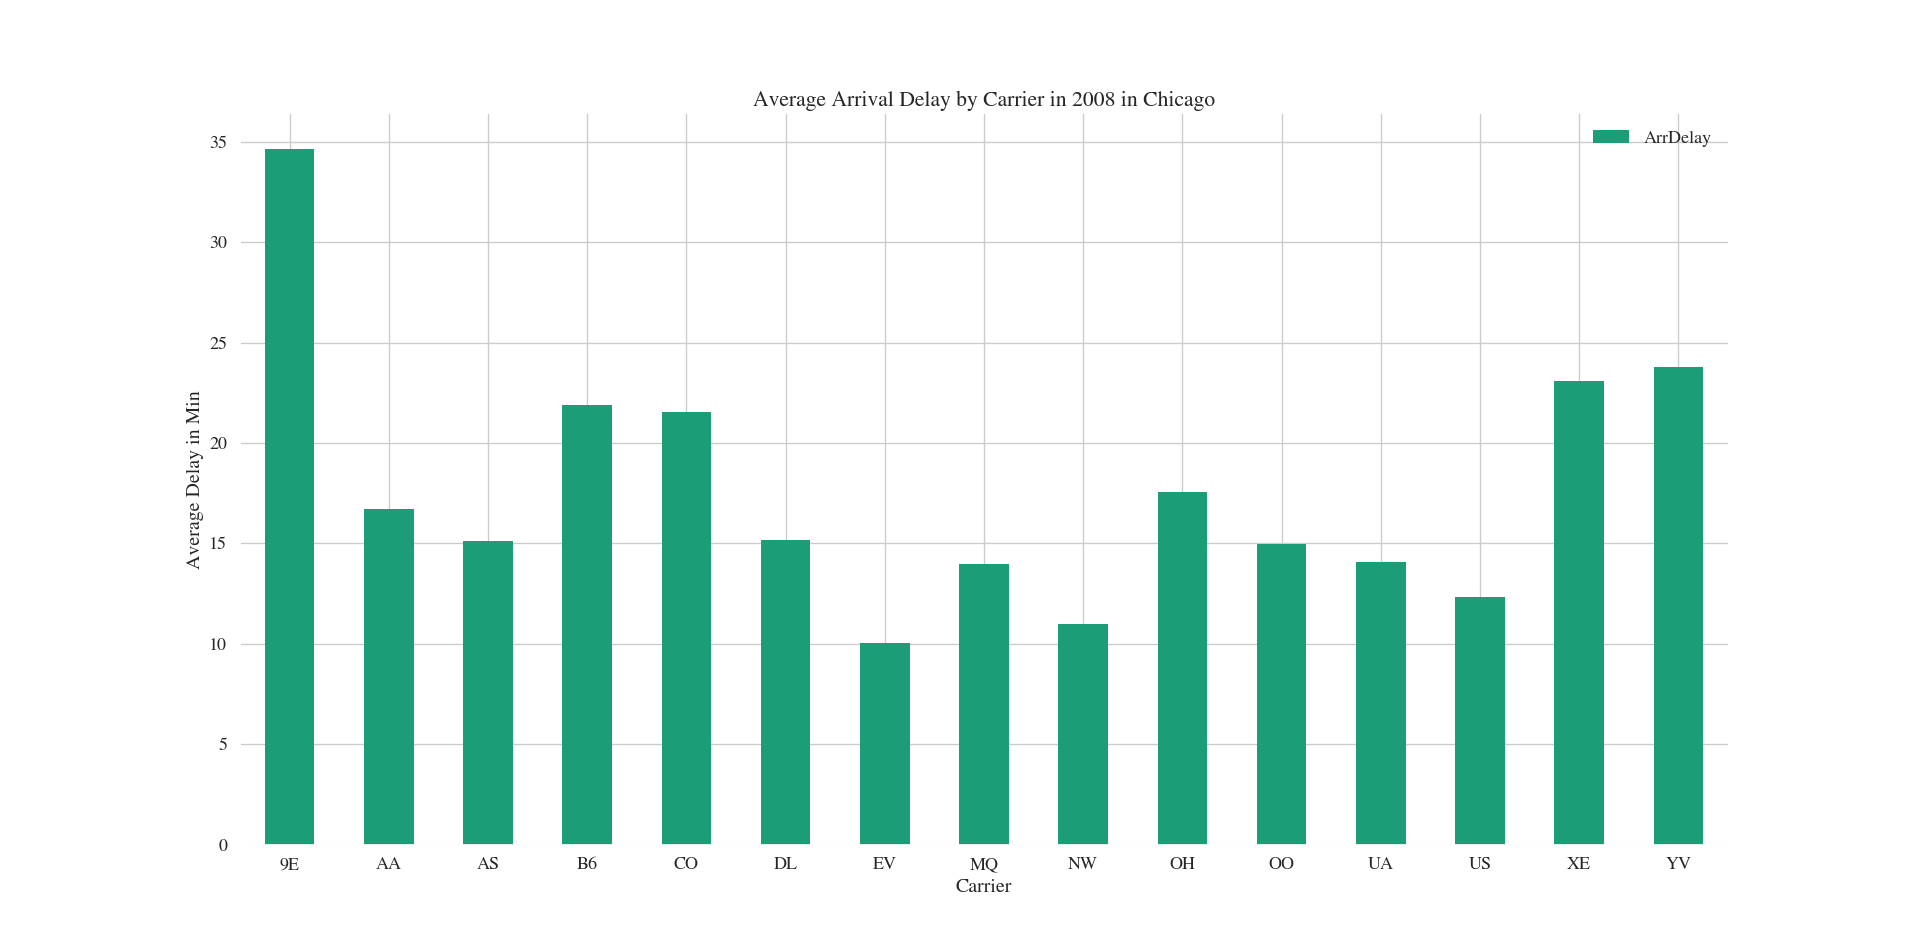 Average Arrival Delay by Carrier in 2008 in Chicago
ArrDelay
Average Delay in Min
35
30
25
20
15
10
5
0
9E AA AS B6 CO DL EV MQ NW OH OO UA US XE YV
Carrier